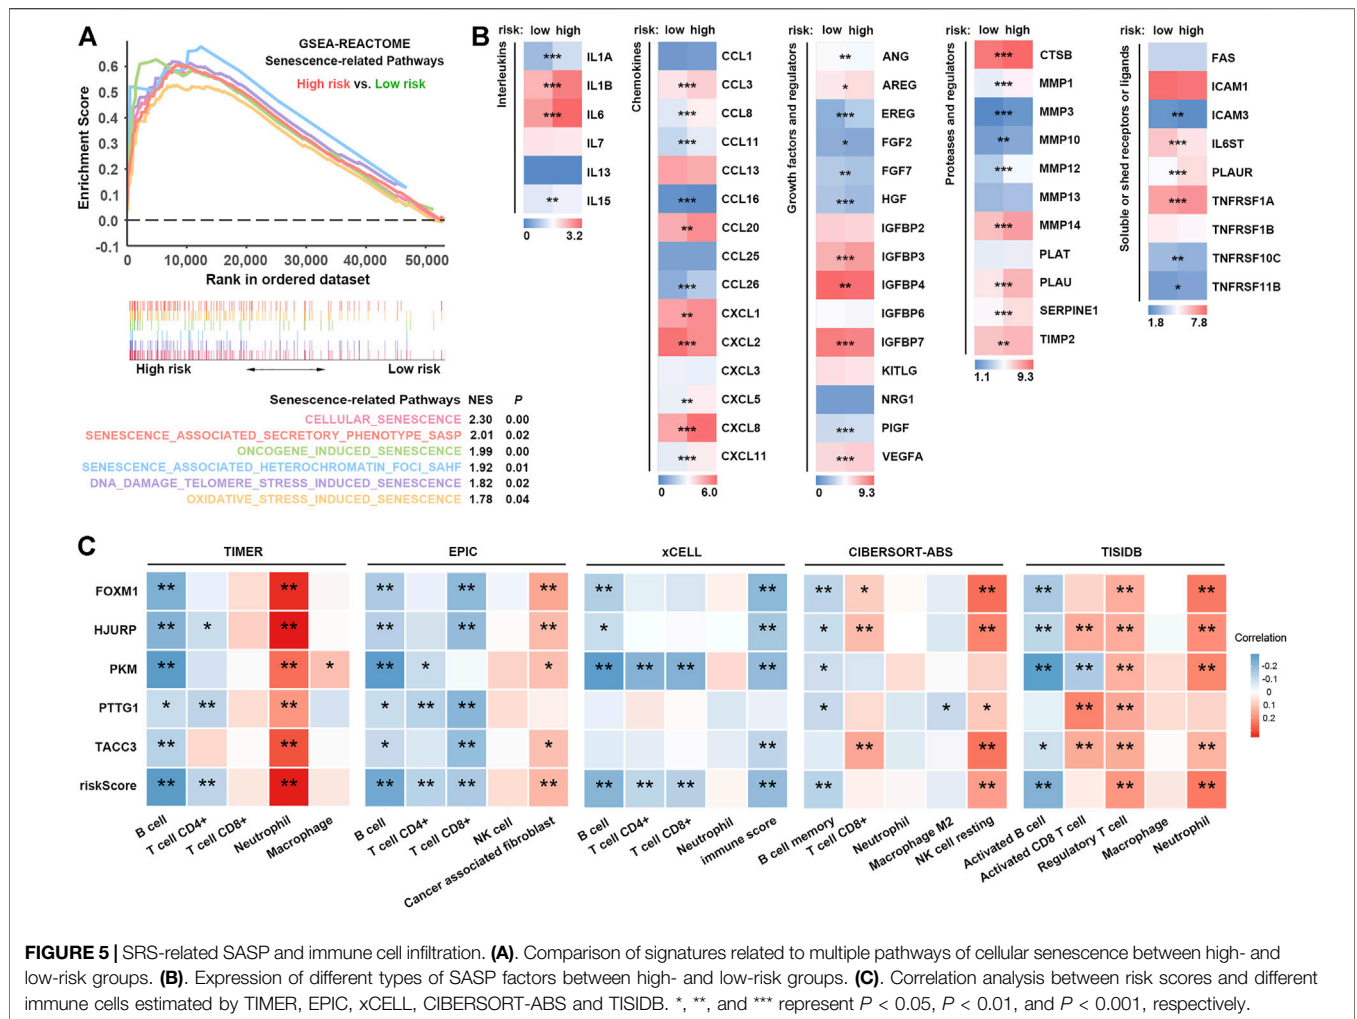 A
GSEA-REACTOME
Senescence-related Pathways
High risk vs. Low risk
Enrichment Score
0.6
0.5
0.4
0.3
0.2
0.1
0.0
-0.1
0 10,000 20,000 30,000 40,000 50,000
Rank in ordered dataset
High risk Low risk
Senescence-related Pathways NES P
CELLULAR_SENESCENCE 2.30 0.00
SENESCENCE_ASSOCIATED_SECRETORY_PHENOTYPE_SASP 2.01 0.02
ONCOGENE_INDUCED_SENESCENCE 1.99 0.00
SENESCENCE_ASSOCIATED_HETEROCHROMATIN_FOCI_SAHF 1.92 0.01
DNA_DAMAGE_TELOMERE_STRESS_INDUCED_SENESCENCE 1.82 0.02
OXIDATIVE_STRESS_INDUCED_SENESCENCE 1.78 0.04
B
risk: low high
Interleukins
*** IL1A
*** IL1B
*** IL6
IL7
IL13
** IL15
0 3.2
risk: low high
Chemokines
CCL1
*** CCL3
*** CCL8
*** CCL11
CCL13
*** CCL16
** CCL20
CCL25
*** CCL26
** CXCL1
*** CXCL2
CXCL3
** CXCL5
*** CXCL8
*** CXCL11
0 6.0
risk: low high
Growth factors and regulators
** ANG
* AREG
*** EREG
* FGF2
** FGF7
*** HGF
IGFBP2
*** IGFBP3
** IGFBP4
IGFBP6
*** IGFBP7
KITLG
NRG1
*** PIGF
*** VEGFA
0 9.3
risk: low high
Proteases and regulators
*** CTSB
*** MMP1
*** MMP3
** MMP10
*** MMP12
MMP13
*** MMP14
PLAT
*** PLAU
*** SERPINE1
** TIMP2
1.1 9.3
risk: low high
Soluble or shed receptors or ligands
FAS
ICAM1
** ICAM3
*** IL6ST
*** PLAUR
*** TNFRSF1A
TNFRSF1B
** TNFRSF10C
* TNFRSF11B
1.8 7.8
C
TIMER EPIC xCELL CIBERSORT-ABS TISIDB
FOXM1 ** ** ** ** ** ** ** ** * ** ** ** **
HJURP ** * ** ** ** ** * ** * ** ** ** ** ** **
PKM ** ** * ** * * ** ** ** ** * ** ** ** **
PTTG1 * ** ** * ** ** * * * ** **
TACC3 ** ** * ** * ** ** ** * ** ** **
riskScore ** ** ** ** ** ** ** ** ** ** ** ** ** ** ** **
B cell
T cell CD4+
T cell CD8+
Neutrophil
Macrophage
B cell
T cell CD4+
T cell CD8+
NK cell
Cancer associated fibroblast
B cell
T cell CD4+
T cell CD8+
Neutrophil
immune score
B cell memory
T cell CD8+
Neutrophil
Macrophage M2
NK cell resting
Activated B cell
Activated CD8 T cell
Regulatory T cell
Macrophage
Neutrophil
Correlation
-0.2
-0.1
0
0.1
0.2
FIGURE 5 | SRS-related SASP and immune cell infiltration. (A). Comparison of signatures related to multiple pathways of cellular senescence between high- and
low-risk groups. (B). Expression of different types of SASP factors between high- and low-risk groups. (C). Correlation analysis between risk scores and different
immune cells estimated by TIMER, EPIC, xCELL, CIBERSORT-ABS and TISIDB. *, **, and *** represent P < 0.05, P < 0.01, and P < 0.001, respectively.